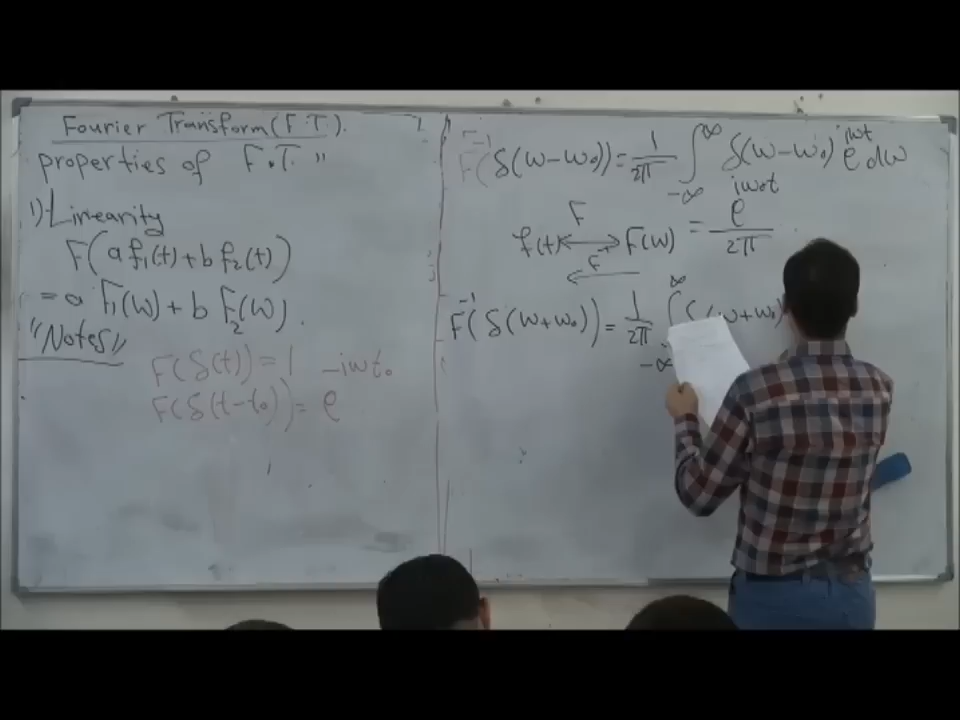 Fourier Transform (F.T.).
properties of F.T. "
1) Linearity
F(a f₁(t) + b f₂(t))
= a F₁(w) + b F₂(w).
"Notes"
F(δ(t)) = 1
F(δ(t-t₀)) = e^{-iwt₀}
F⁻¹(δ(w-w₀)) = 1/2π ∫_{-∞}^{∞} δ(w-w₀) e^{iwt} dw
= e^{iw₀t}/2π
f(t) ⟷ F(w)
F
F⁻¹
F⁻¹(δ(w+w₀)) = 1/2π ∫_{-∞}^{∞} δ(w+w₀)